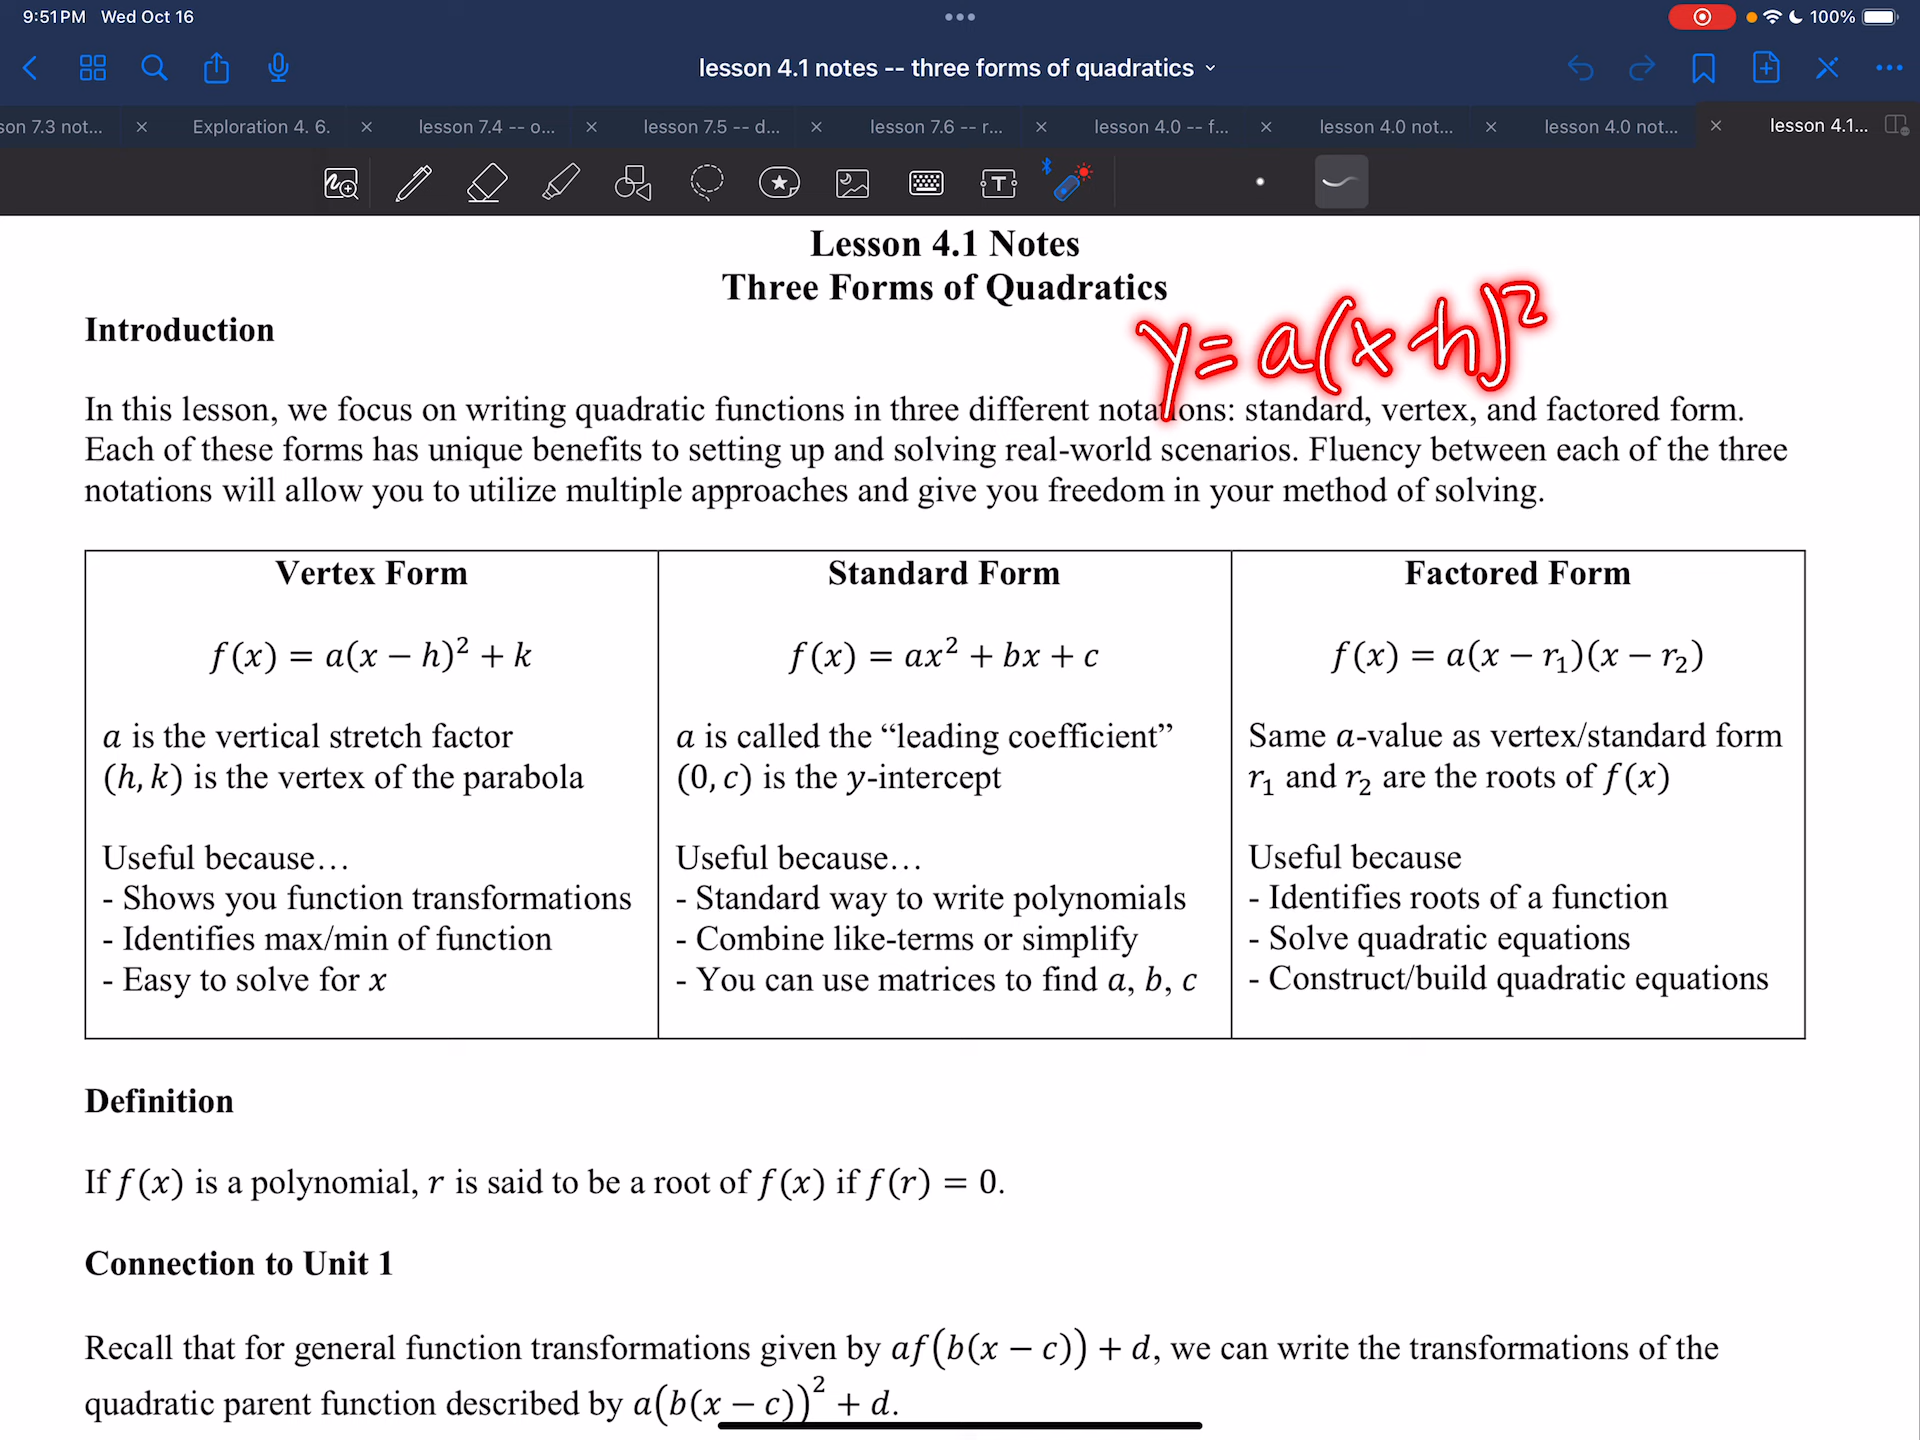 9:51PM Wed Oct 16
100%
lesson 4.1 notes -- three forms of quadratics
son 7.3 not...
Exploration 4. 6.
lesson 7.4 -- o...
lesson 7.5 -- d...
lesson 7.6 -- r...
lesson 4.0 -- f...
lesson 4.0 not...
lesson 4.0 not...
lesson 4.1...
Lesson 4.1 Notes
Three Forms of Quadratics
y = a(x-h)²
Introduction
In this lesson, we focus on writing quadratic functions in three different notations: standard, vertex, and factored form.
Each of these forms has unique benefits to setting up and solving real-world scenarios. Fluency between each of the three
notations will allow you to utilize multiple approaches and give you freedom in your method of solving.
Vertex Form
f(x) = a(x − h)² + k
a is the vertical stretch factor
(h, k) is the vertex of the parabola
Useful because…
- Shows you function transformations
- Identifies max/min of function
- Easy to solve for x
Standard Form
f(x) = ax² + bx + c
a is called the “leading coefficient”
(0, c) is the y-intercept
Useful because…
- Standard way to write polynomials
- Combine like-terms or simplify
- You can use matrices to find a, b, c
Factored Form
f(x) = a(x − r₁)(x − r₂)
Same a-value as vertex/standard form
r₁ and r₂ are the roots of f(x)
Useful because
- Identifies roots of a function
- Solve quadratic equations
- Construct/build quadratic equations
Definition
If f(x) is a polynomial, r is said to be a root of f(x) if f(r) = 0.
Connection to Unit 1
Recall that for general function transformations given by af(b(x − c)) + d, we can write the transformations of the
quadratic parent function described by a(b(x − c))² + d.